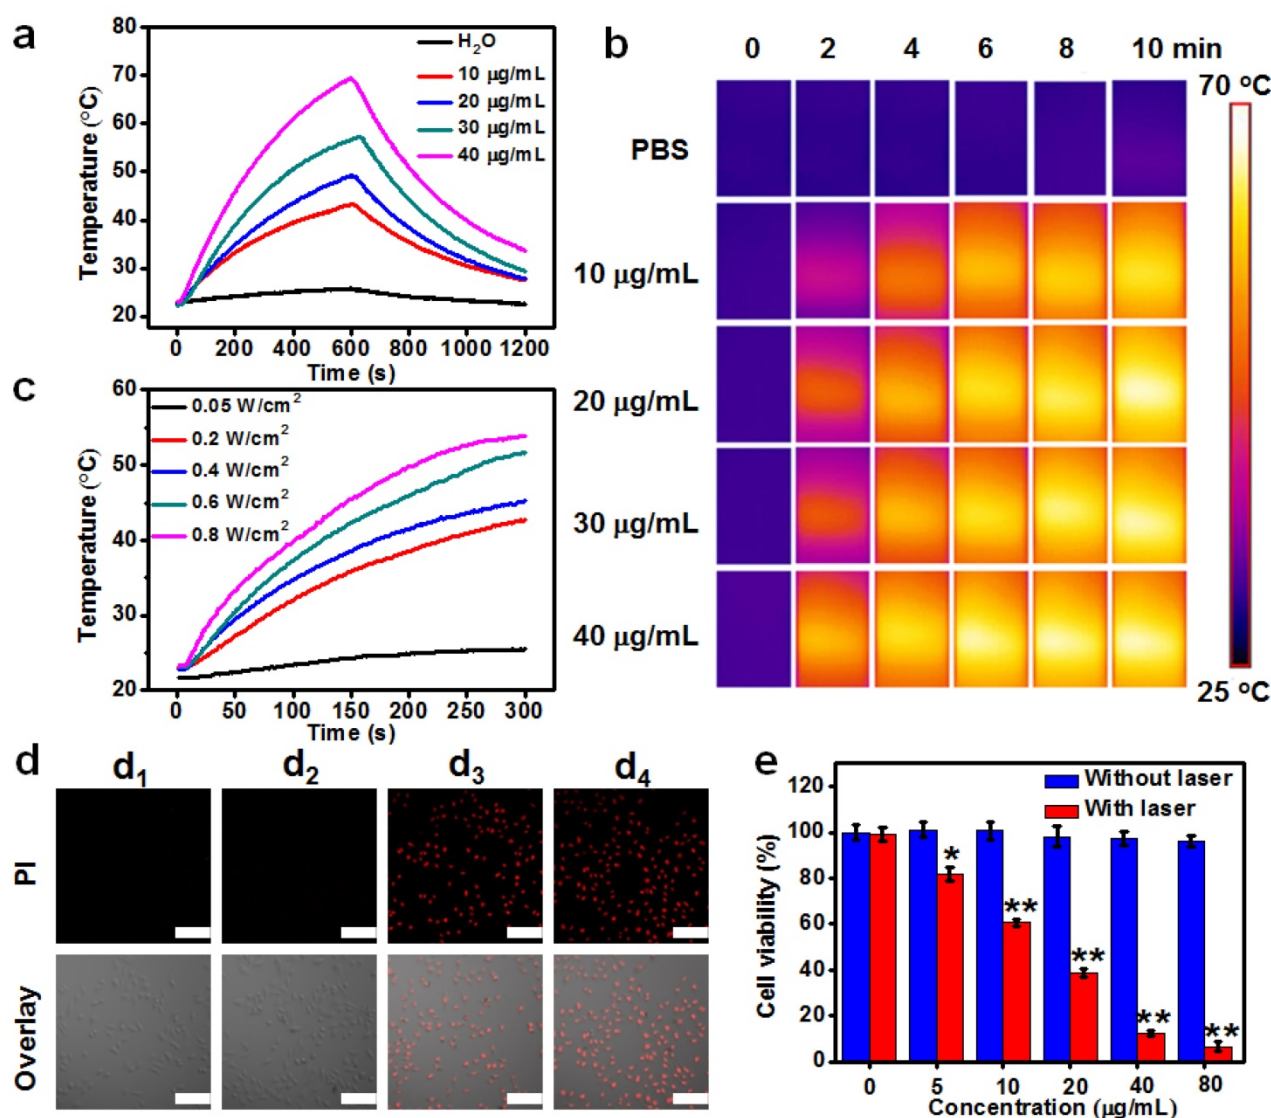 a
80
70
60
50
40
30
20
Temperature (°C)
H₂O
10 μg/mL
20 μg/mL
30 μg/mL
40 μg/mL
0 200 400 600 800 1000 1200
Time (s)
b
0 2 4 6 8 10 min
PBS
10 μg/mL
20 μg/mL
30 μg/mL
40 μg/mL
70 °C
25 °C
c
60
50
40
30
20
Temperature (°C)
0.05 W/cm²
0.2 W/cm²
0.4 W/cm²
0.6 W/cm²
0.8 W/cm²
0 50 100 150 200 250 300
Time (s)
d
d₁ d₂ d₃ d₄
PI
Overlay
e
120
100
80
60
40
20
0
Cell viability (%)
Without laser
With laser
*
**
**
**
**
0 5 10 20 40 80
Concentration (μg/mL)